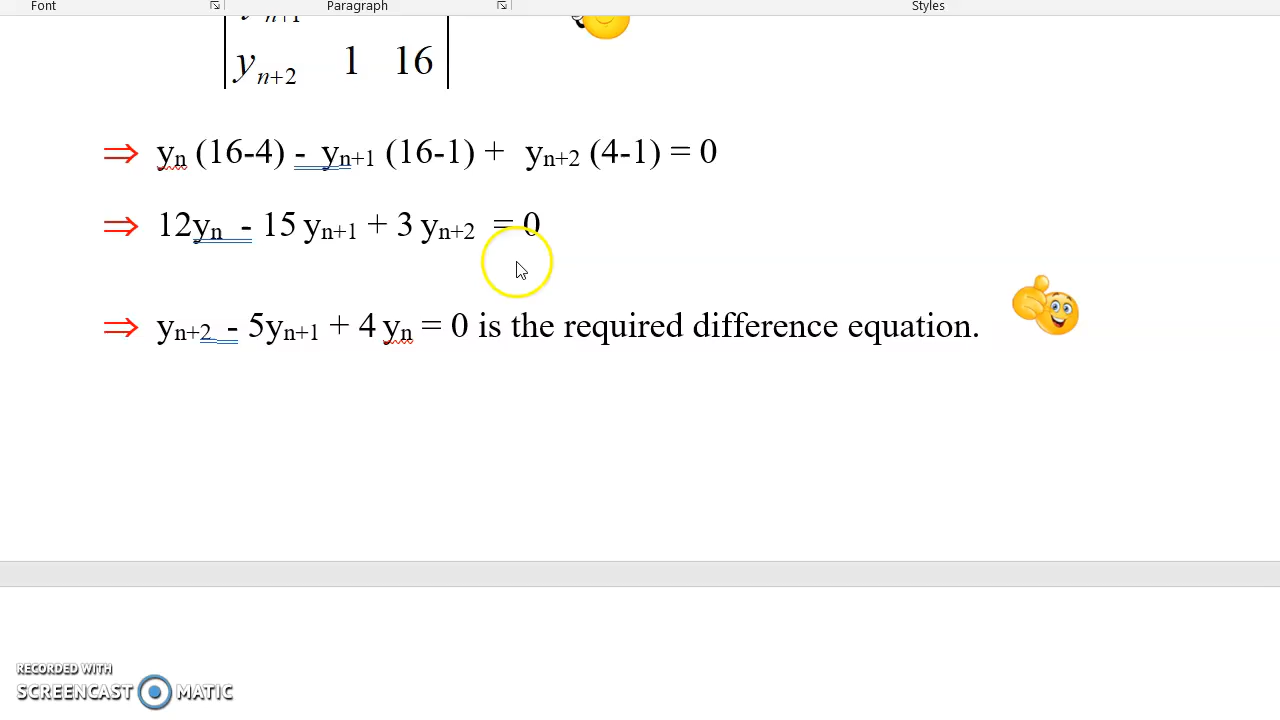 Font Paragraph Styles
yₙ₊₂ 1 16
⇒ yₙ (16-4) - yₙ₊₁ (16-1) + yₙ₊₂ (4-1) = 0
⇒ 12yₙ - 15 yₙ₊₁ + 3 yₙ₊₂ = 0
⇒ yₙ₊₂ - 5yₙ₊₁ + 4 yₙ = 0 is the required difference equation.
RECORDED WITH
SCREENCAST MATIC